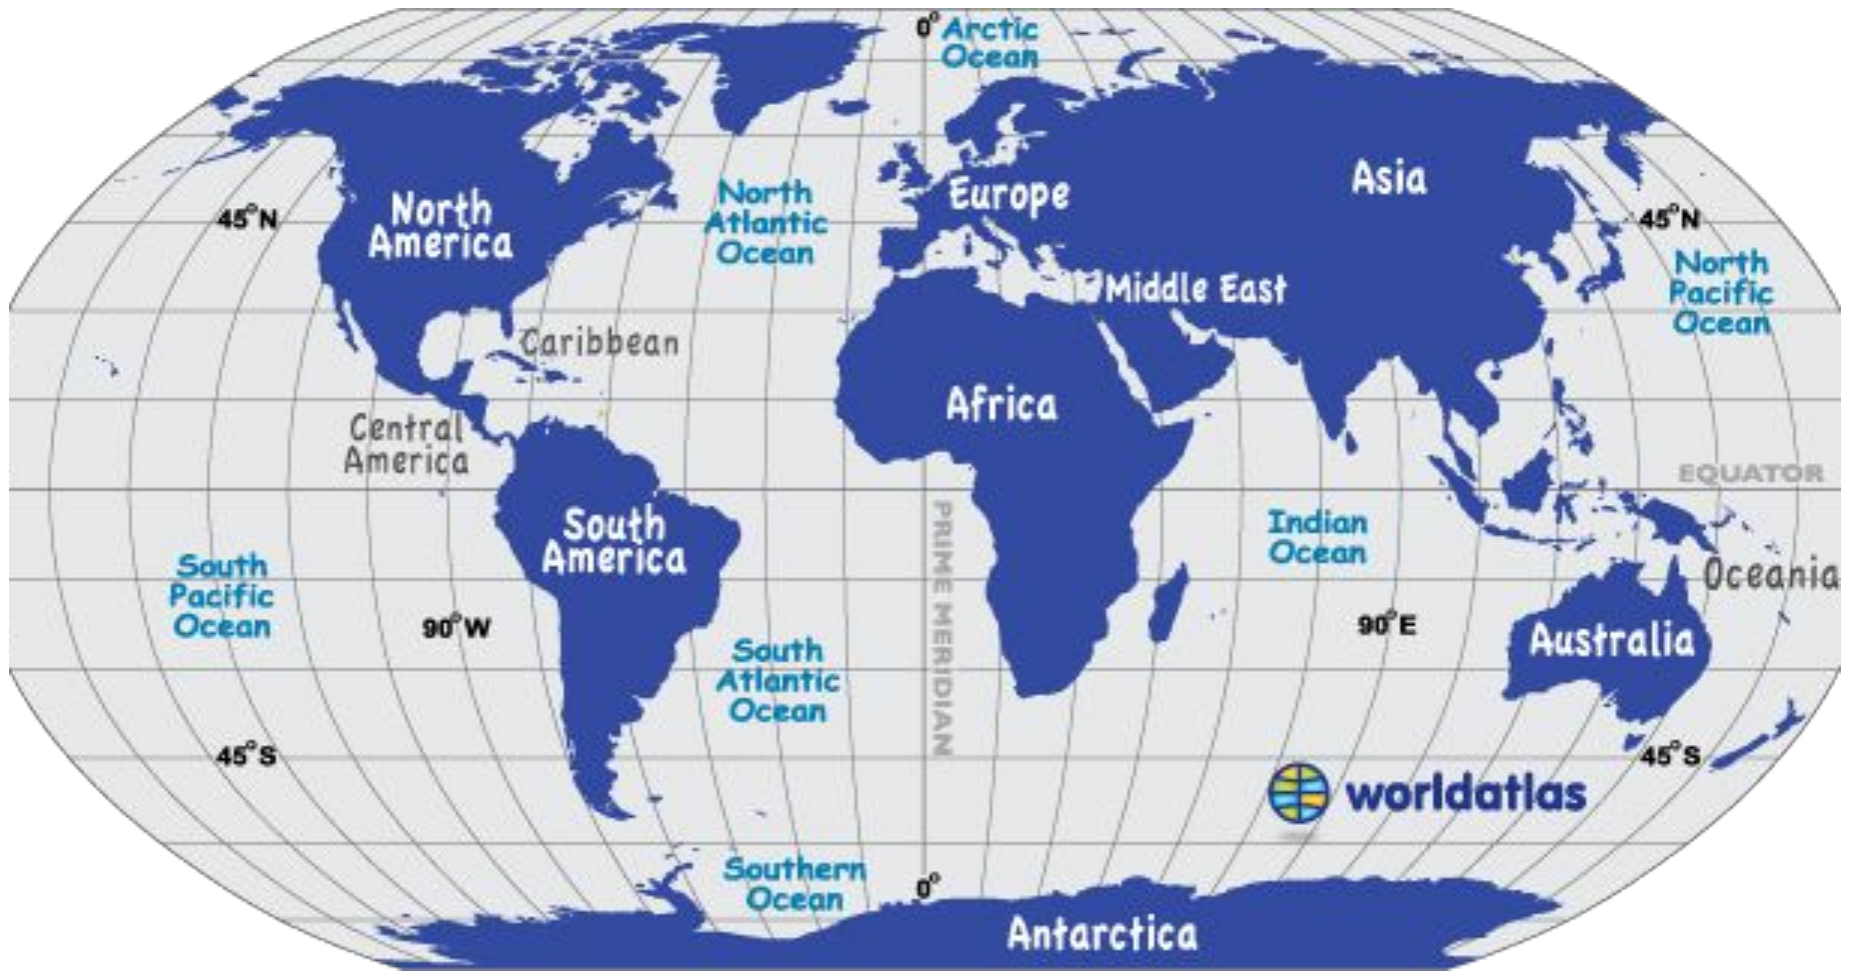 0° Arctic
Ocean
North
America
45°N
North
Atlantic
Ocean
Europe
Asia
45°N
North
Pacific
Ocean
Middle East
Caribbean
Africa
Central
America
EQUATOR
South
America
PRIME MERIDIAN
Indian
Ocean
Oceania
South
Pacific
Ocean
90°W
90°E
Australia
South
Atlantic
Ocean
45°S
45°S
worldatlas
Southern
Ocean
0°
Antarctica